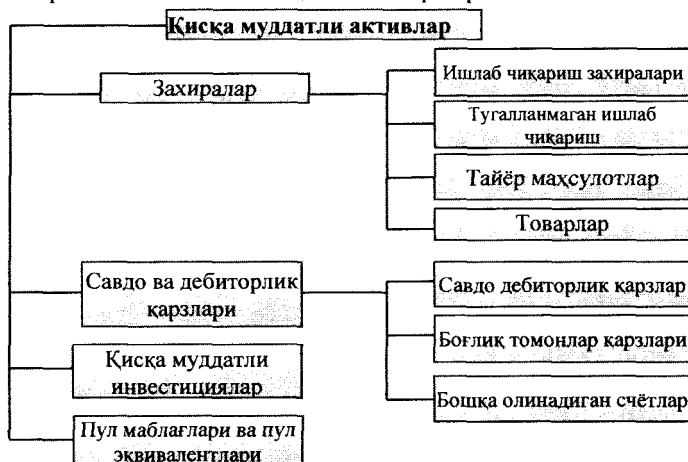 Қисқа муддатли активлар
Захиралар
Ишлаб чиқариш захиралари
Тугалланмаган ишлаб
чиқариш
Тайёр маҳсулотлар
Товарлар
Савдо ва дебиторлик
қарзлари
Савдо дебиторлик қарзлар
Боғлиқ томонлар қарзлари
Бошқа олинадиган счётлар
Қисқа муддатли
инвестициялар
Пул маблағлари ва пул
эквивалентлари